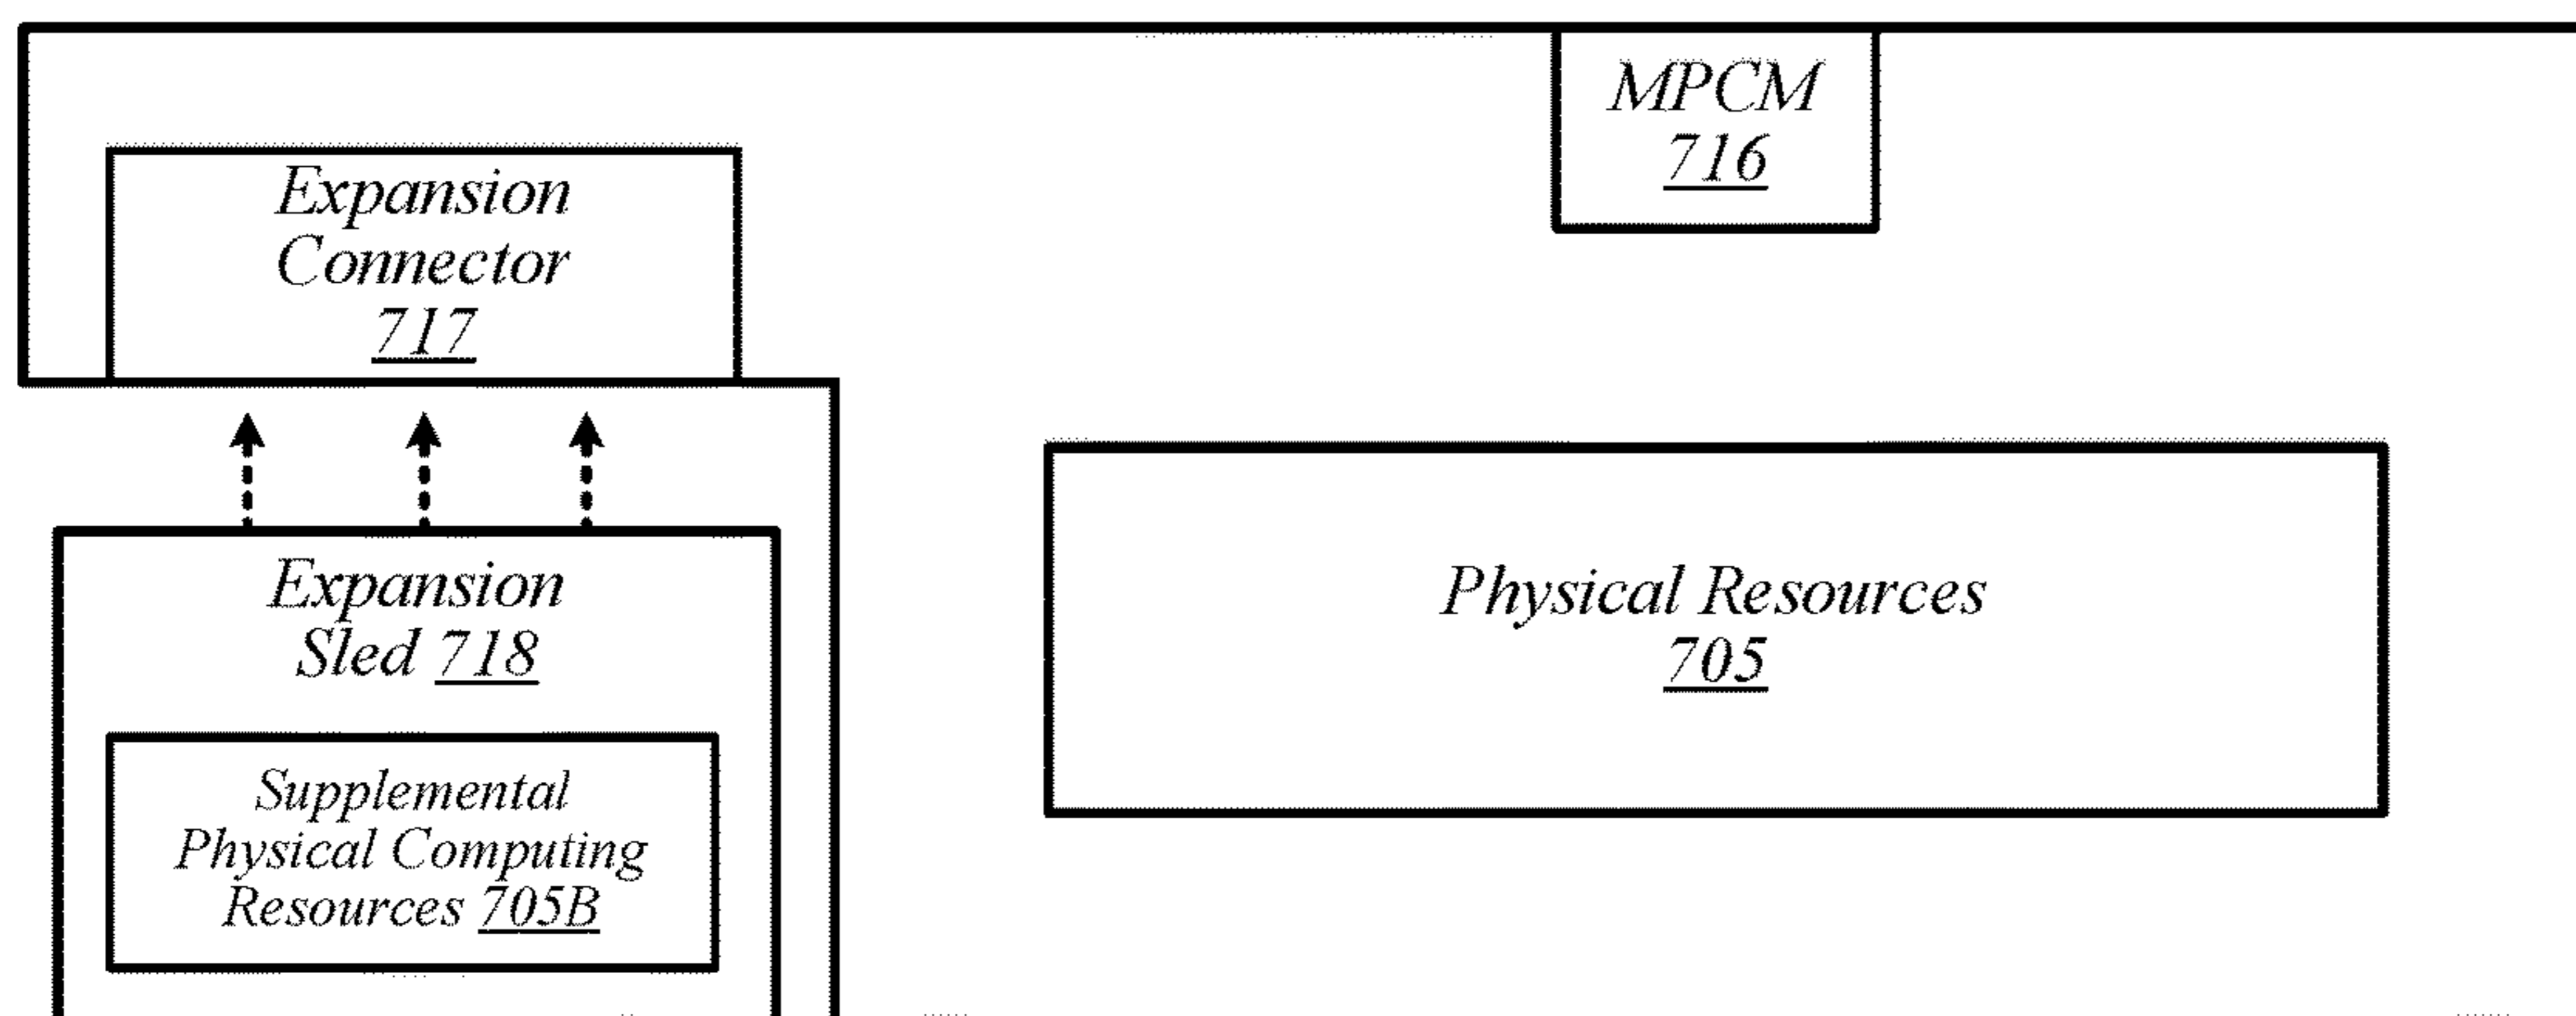 MPCM
716
Expansion
Connector
717
Expansion
Sled 718
Physical Resources
705
Supplemental
Physical Computing
Resources 705B